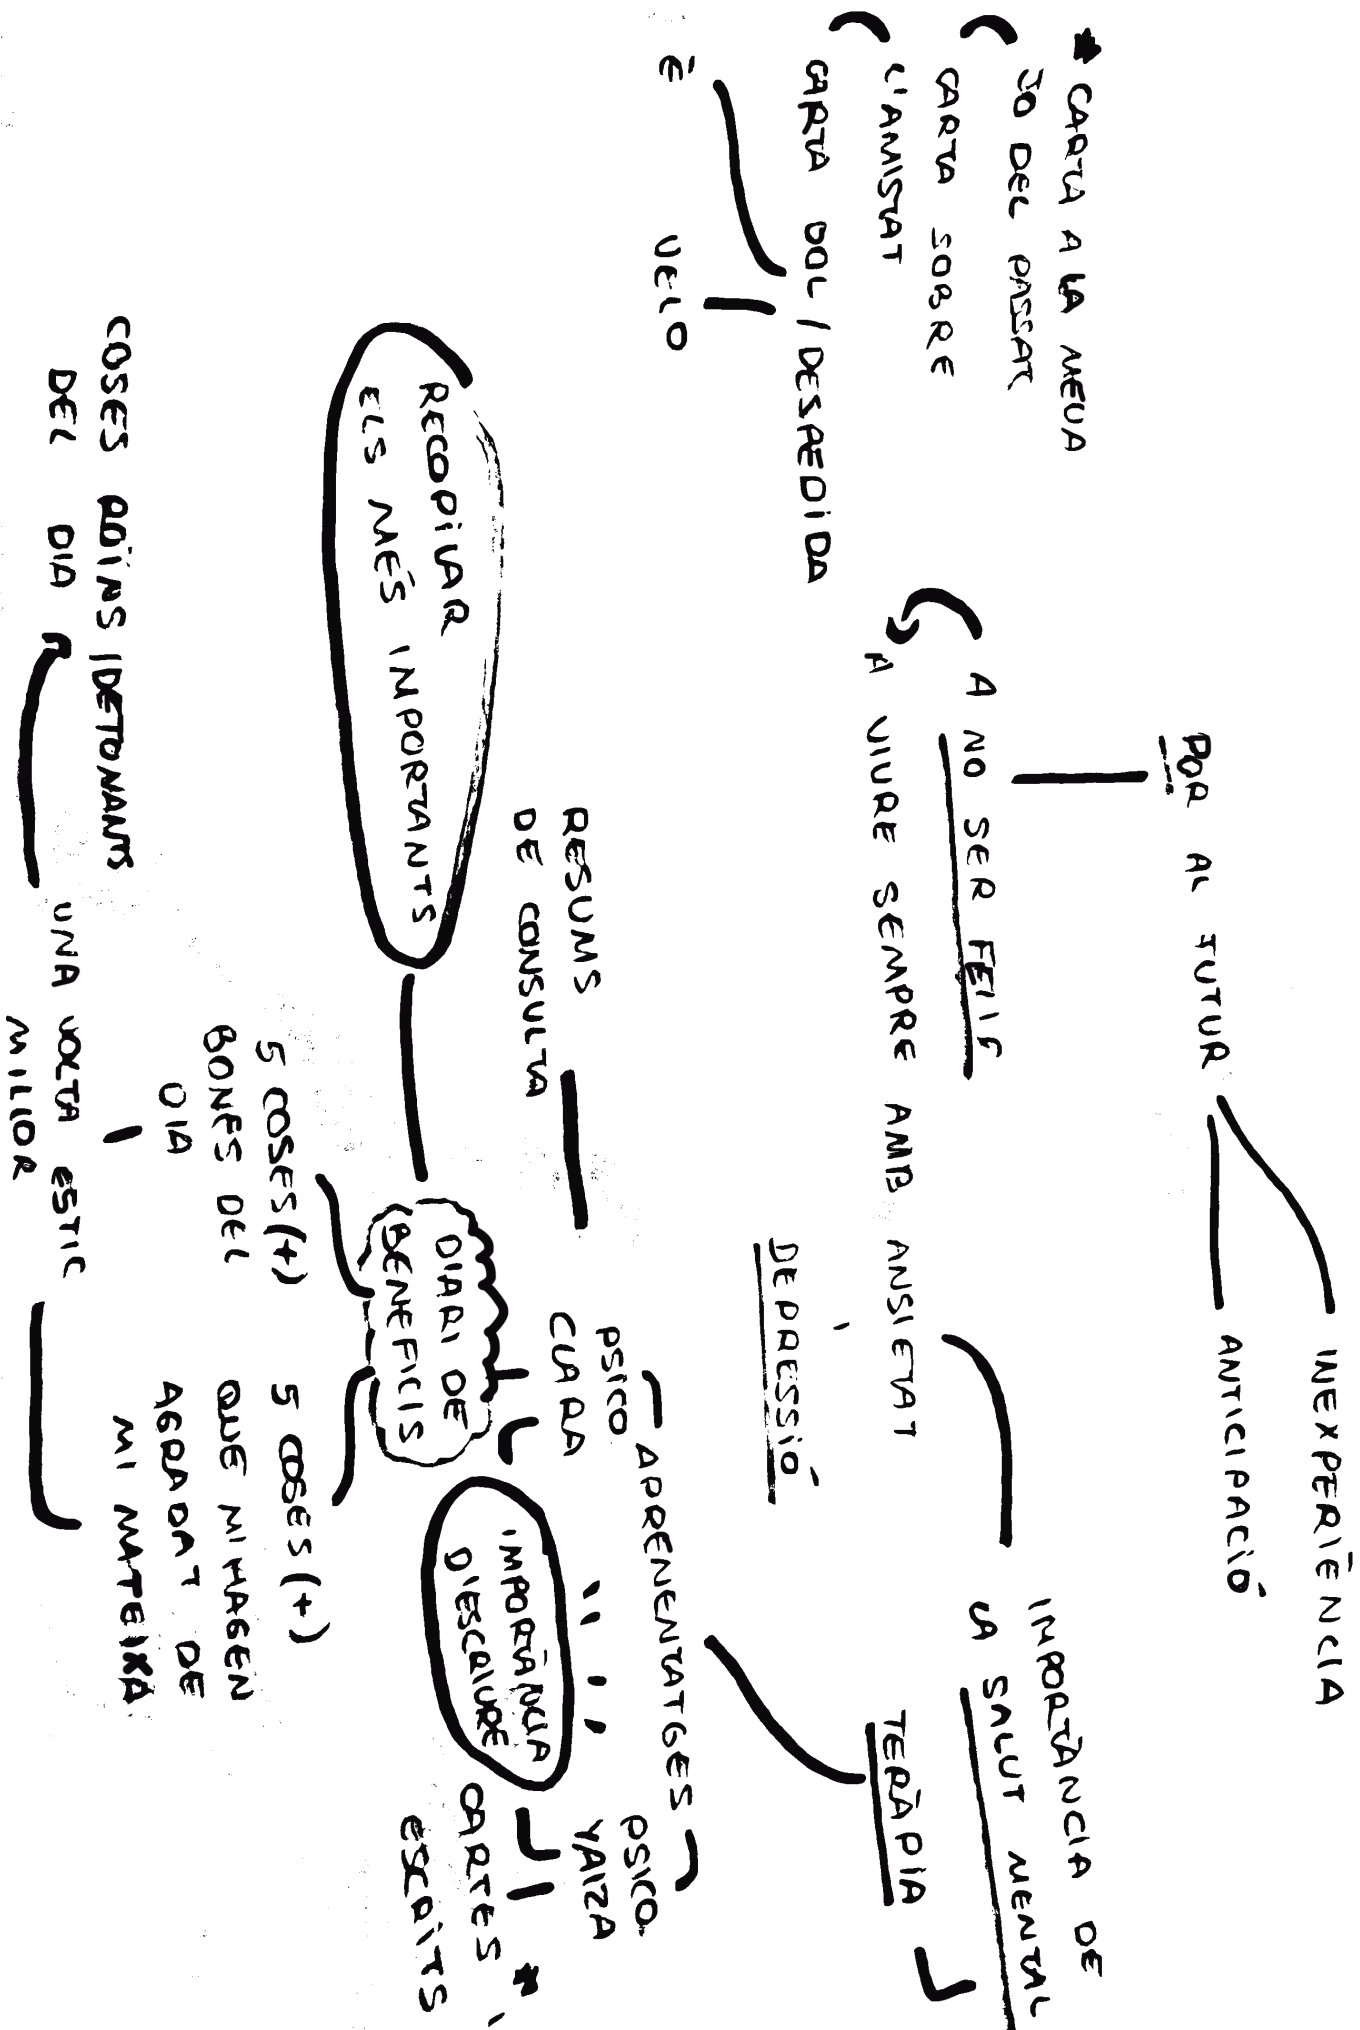 INEXPERIÈNCIA
POR AL FUTUR
ANTICIPACIÓ
A NO SER FELIÇ
A VIURE SEMPRE AMB ANSIETAT
DEPRESSIÓ
IMPORTÀNCIA DE
LA SALUT MENTAL
TERÀPIA
* CARTA A LA MEUA
JO DEL PASSAT
CARTA SOBRE
L'AMISTAT
CARTA DOL / DESPEDIDA
È
VELO
APRENENTATGES
PSICO
CLARA
" "
PSICO.
YAIZA
RESUMS
DE CONSULTA
IMPORTÀNCIA
D'ESCRIURE
CARTES *,
ESCRITS
RECOPILAR
ELS MÉS IMPORTANTS
DIARI DE
BENEFICIS
5 COSES (+)
BONES DEL
DIA
5 COSES (+)
QUE M'HAGEN
AGRADAT DE
MI MATEIXA
COSES ROÏNS / DETONANTS
DEL DIA
UNA VOLTA ESTIC
MILLOR